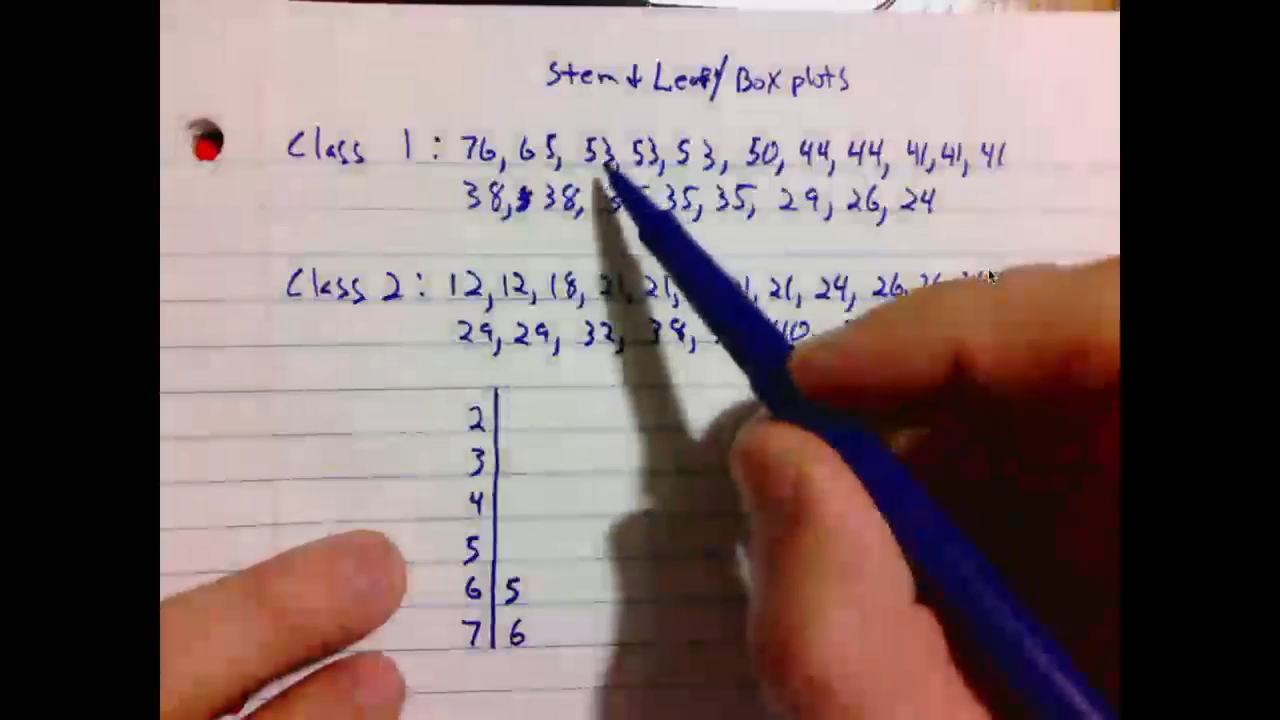 Stem & Leaf/Box plots
Class 1: 76, 65, 53, 53, 53, 50, 44, 44, 41, 41, 41
38, 38, 35, 35, 29, 26, 24
Class 2: 12, 12, 18, 21, 21, 21, 24, 26,
29, 29, 32, 38, 40
2
3
4
5
6 5
7 6